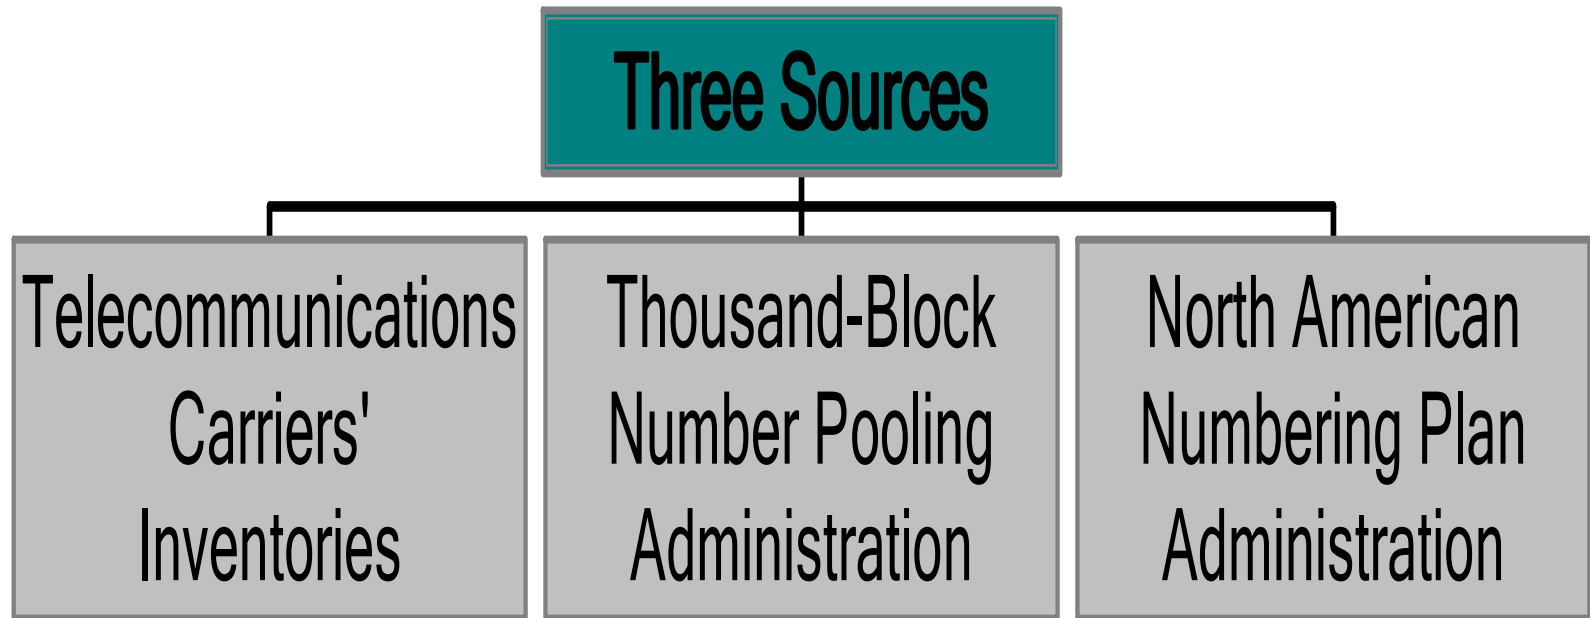 Three Sources
Telecommunications
Carriers'
Inventories
Thousand-Block
Number Pooling
Administration
North American
Numbering Plan
Administration